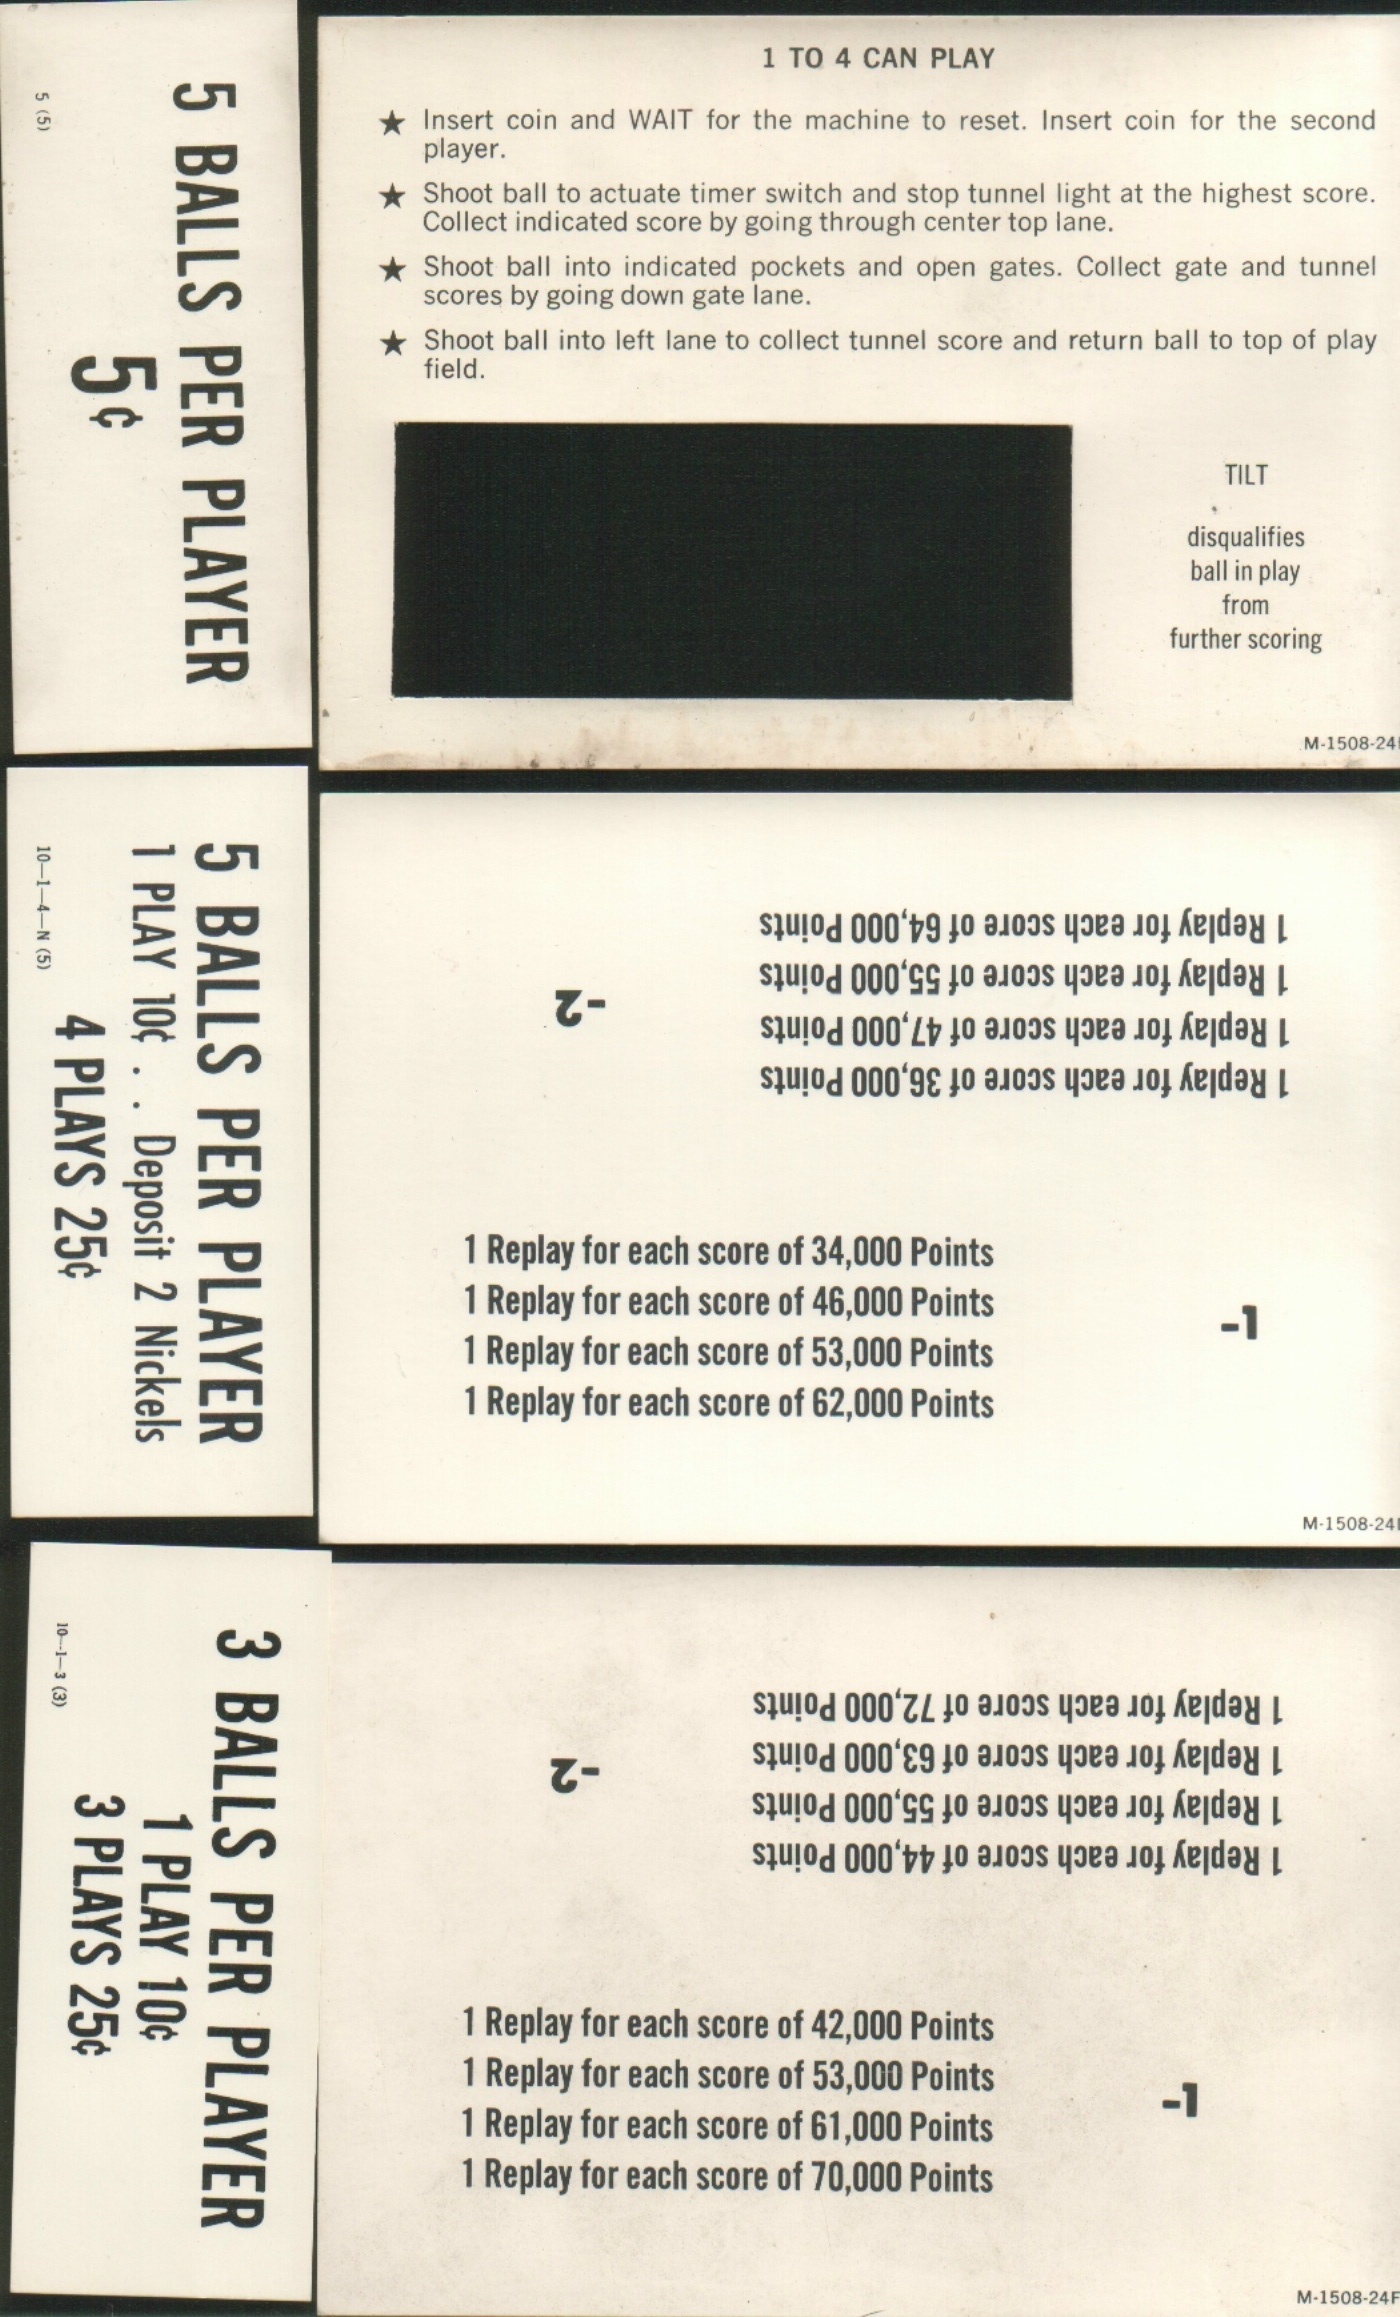 5 BALLS PER PLAYER
5¢
5 (5)
1 TO 4 CAN PLAY
★ Insert coin and WAIT for the machine to reset. Insert coin for the second
player.
★ Shoot ball to actuate timer switch and stop tunnel light at the highest score.
Collect indicated score by going through center top lane.
★ Shoot ball into indicated pockets and open gates. Collect gate and tunnel
scores by going down gate lane.
★ Shoot ball into left lane to collect tunnel score and return ball to top of play
field.
TILT
disqualifies
ball in play
from
further scoring
M-1508-24
5 BALLS PER PLAYER
1 PLAY 10¢ . . Deposit 2 Nickels
4 PLAYS 25¢
10—1—4—N (5)
1 Replay for each score of 36,000 Points
1 Replay for each score of 47,000 Points
1 Replay for each score of 55,000 Points
1 Replay for each score of 64,000 Points
-2
1 Replay for each score of 34,000 Points
1 Replay for each score of 46,000 Points
1 Replay for each score of 53,000 Points
1 Replay for each score of 62,000 Points
-1
M-1508-24
3 BALLS PER PLAYER
1 PLAY 10¢
3 PLAYS 25¢
10—1—3 (3)
1 Replay for each score of 44,000 Points
1 Replay for each score of 55,000 Points
1 Replay for each score of 63,000 Points
1 Replay for each score of 72,000 Points
-2
1 Replay for each score of 42,000 Points
1 Replay for each score of 53,000 Points
1 Replay for each score of 61,000 Points
1 Replay for each score of 70,000 Points
-1
M-1508-24F